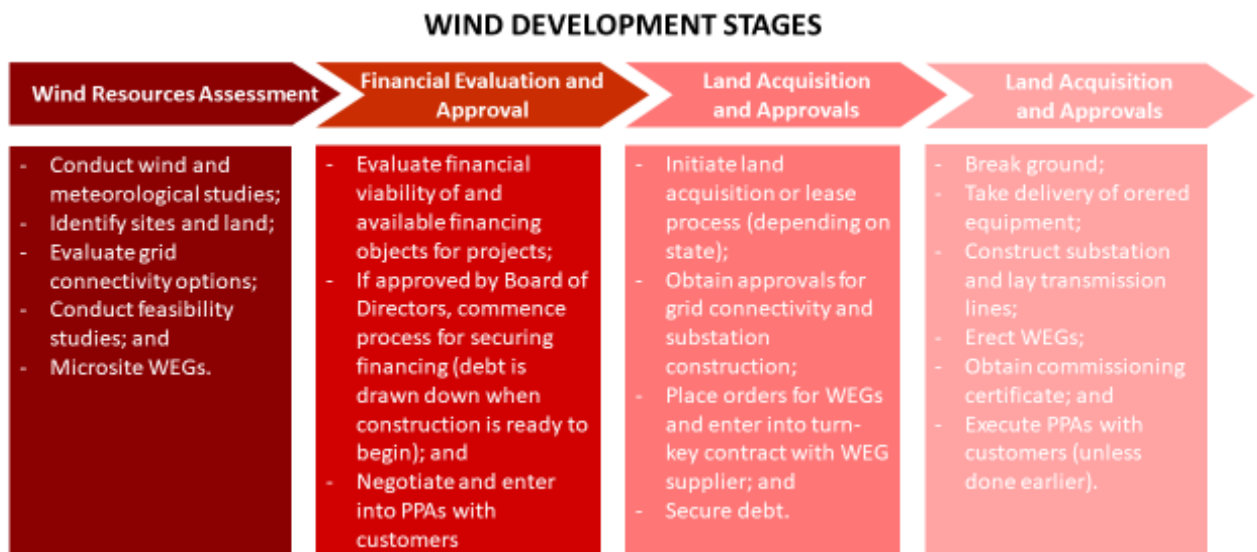 WIND DEVELOPMENT STAGES
Wind Resources Assessment
Financial Evaluation and
Approval
Land Acquisition
and Approvals
Land Acquisition
and Approvals
- Conduct wind and
meteorological studies;
- Identify sites and land;
- Evaluate grid
connectivity options;
- Conduct feasibility
studies; and
- Microsite WEGs.
- Evaluate financial
viability of and
available financing
objects for projects;
- If approved by Board of
Directors, commence
process for securing
financing (debt is
drawn down when
construction is ready to
begin); and
- Negotiate and enter
into PPAs with
customers
- Initiate land
acquisition or lease
process (depending on
state);
- Obtain approvals for
grid connectivity and
substation
construction;
- Place orders for WEGs
and enter into turn-
key contract with WEG
supplier; and
- Secure debt.
- Break ground;
- Take delivery of orered
equipment;
- Construct substation
and lay transmission
lines;
- Erect WEGs;
- Obtain commissioning
certificate; and
- Execute PPAs with
customers (unless
done earlier).